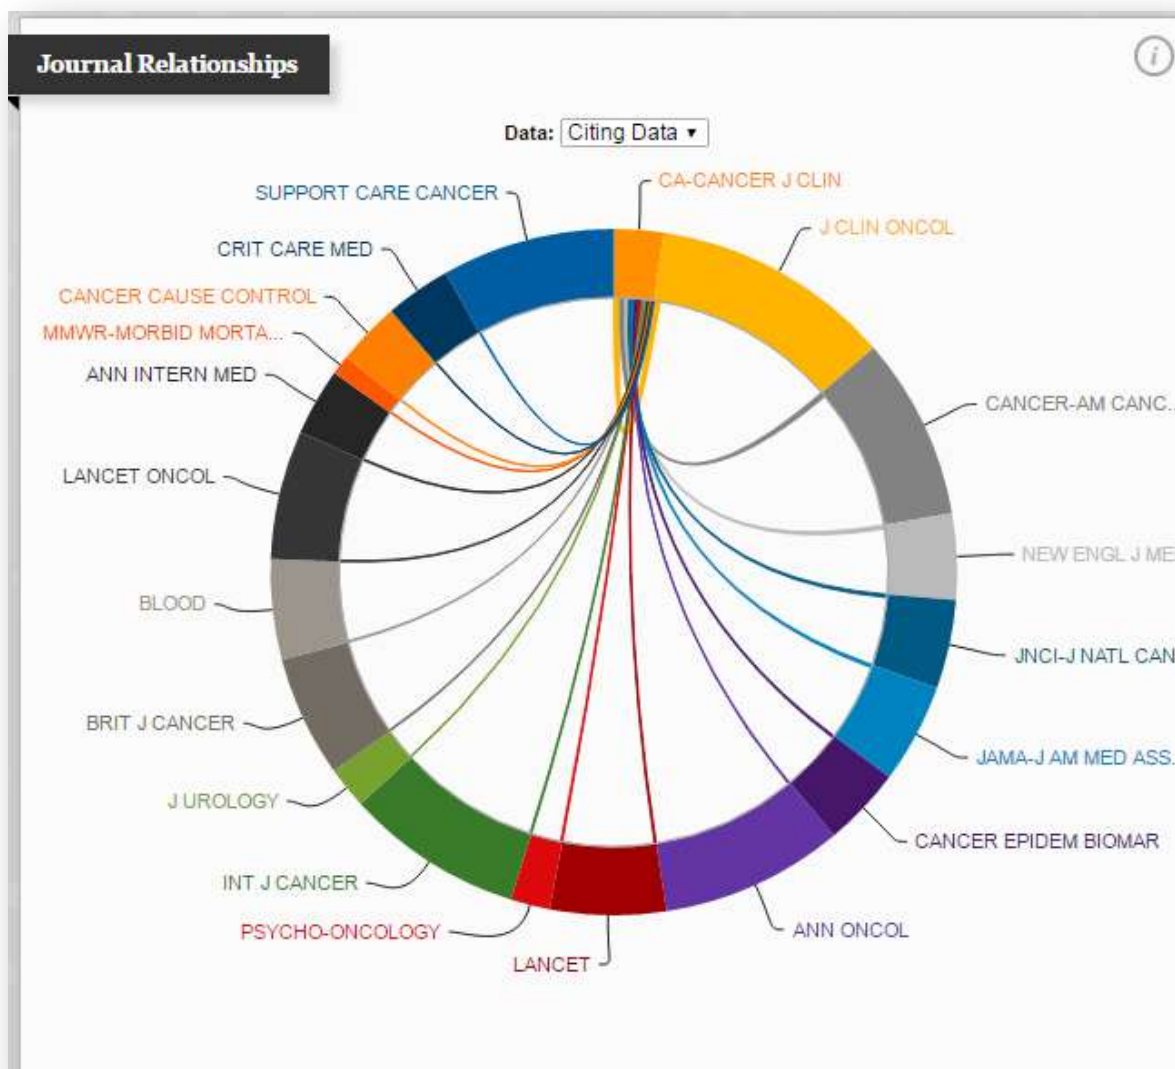 Journal Relationships
i
Data: Citing Data ▾
CA-CANCER J CLIN
SUPPORT CARE CANCER
J CLIN ONCOL
CRIT CARE MED
CANCER CAUSE CONTROL
MMWR-MORBID MORTA...
ANN INTERN MED
CANCER-AM CANC..
LANCET ONCOL
NEW ENGL J ME
BLOOD
JNCI-J NATL CAN
BRIT J CANCER
JAMA-J AM MED ASS.
J UROLOGY
CANCER EPIDEM BIOMAR
INT J CANCER
ANN ONCOL
PSYCHO-ONCOLOGY
LANCET